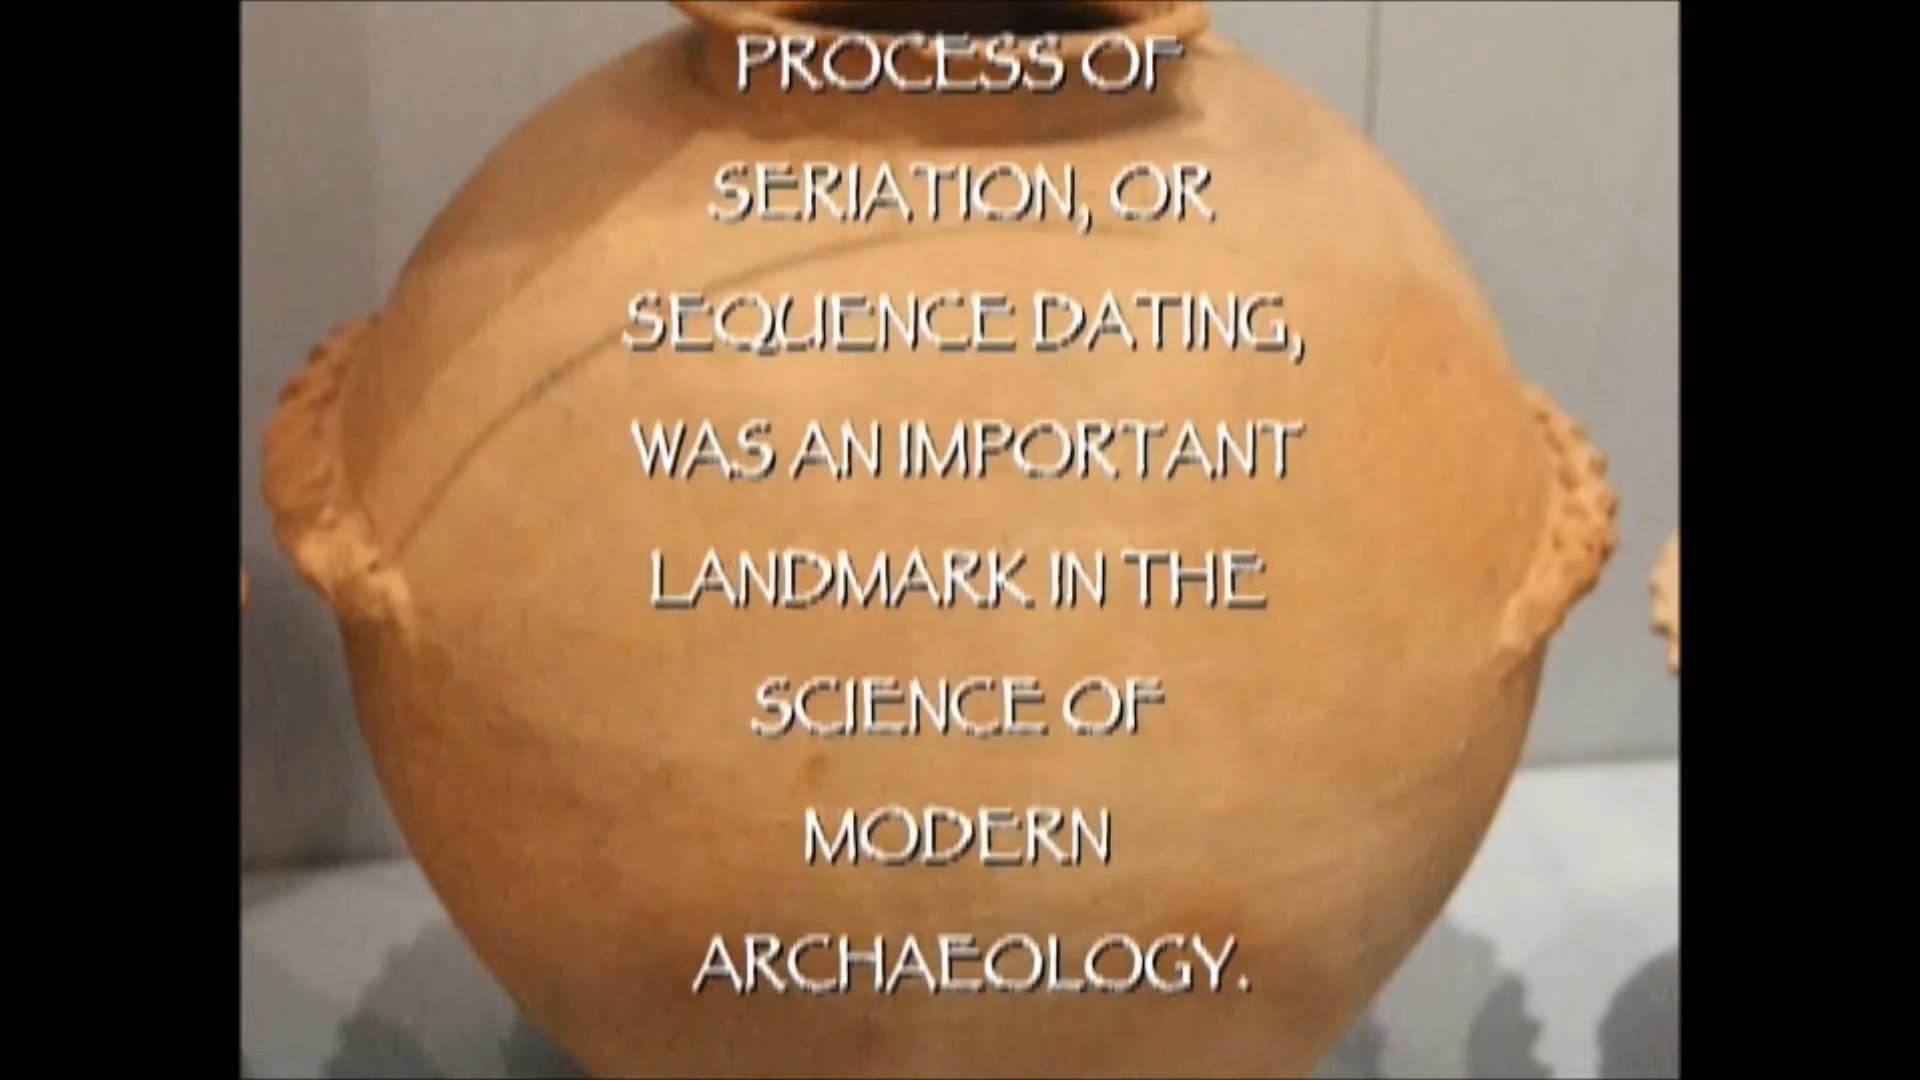 PROCESS OF
SERIATION, OR
SEQUENCE DATING,
WAS AN IMPORTANT
LANDMARK IN THE
SCIENCE OF
MODERN
ARCHAEOLOGY.